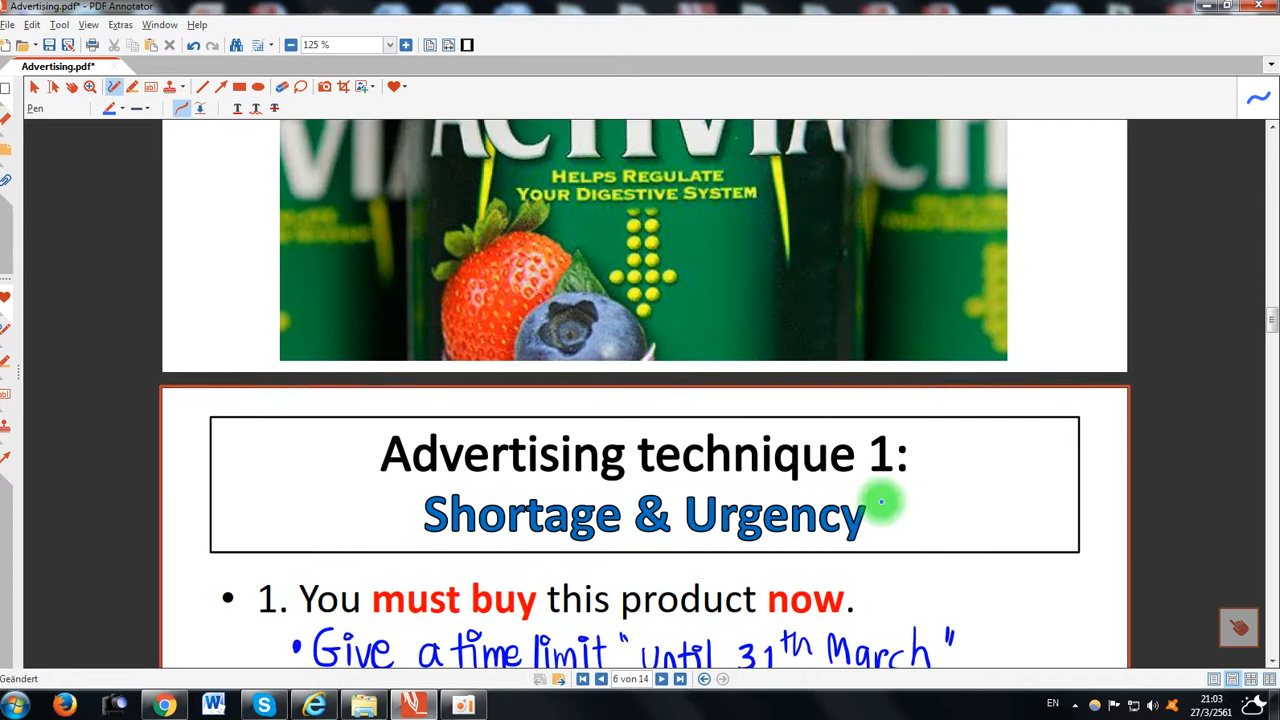 Advertising.pdf* - PDF Annotator
File Edit Tool View Extras Window Help
125 %
Advertising.pdf*
Pen
ACTIVIA
HELPS REGULATE
YOUR DIGESTIVE SYSTEM
Advertising technique 1:
Shortage & Urgency
• 1. You must buy this product now.
• Give a time limit "until 31th March"
6 von 14
Geändert
EN
21:03
27/3/2561